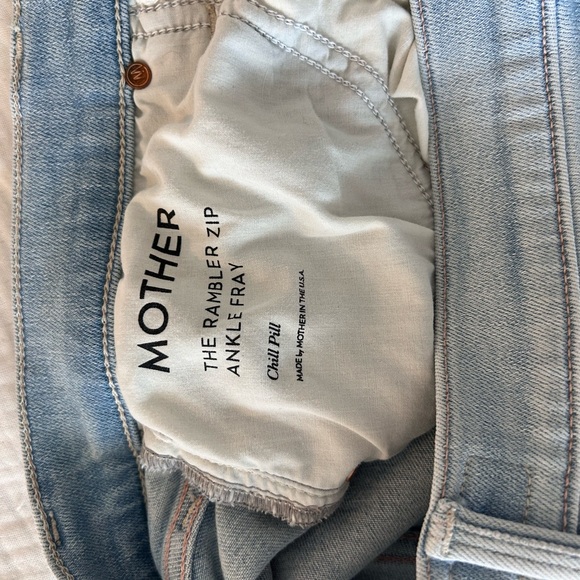 MOTHER
THE RAMBLER ZIP
ANKLE FRAY
Chill Pill
MADE by MOTHER IN THE U.S.A.